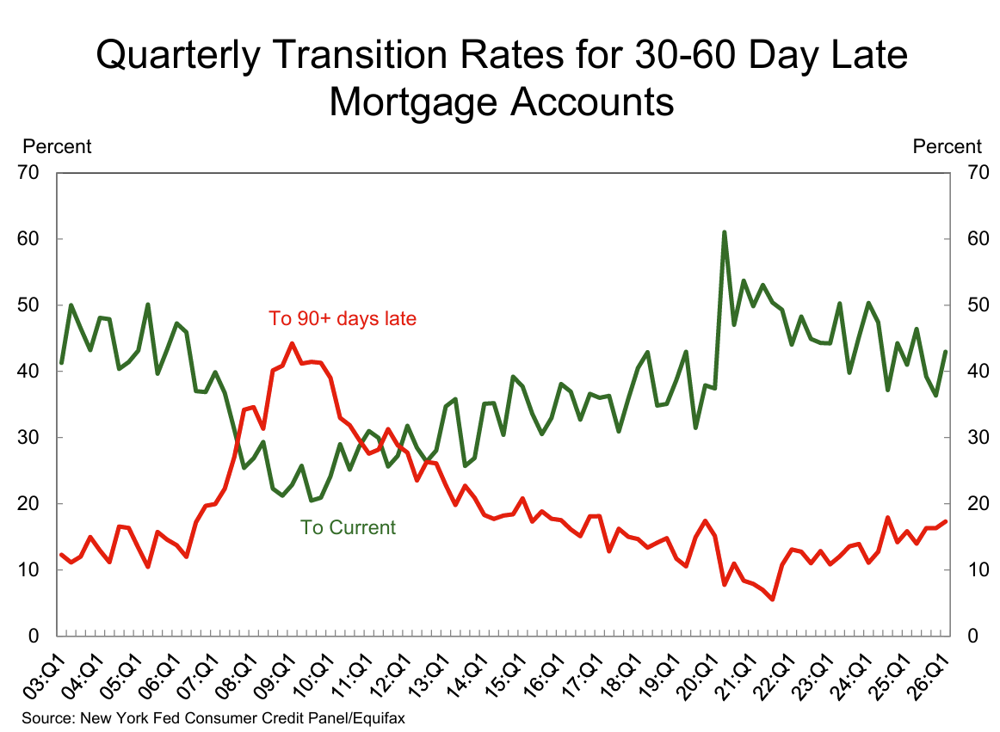 Quarterly Transition Rates for 30-60 Day Late
Mortgage Accounts
Percent Percent
70 70
60 60
50 50
To 90+ days late
40 40
30 30
20 20
To Current
10 10
0 0
03:Q1 04:Q1 05:Q1 06:Q1 07:Q1 08:Q1 09:Q1 10:Q1 11:Q1 12:Q1 13:Q1 14:Q1 15:Q1 16:Q1 17:Q1 18:Q1 19:Q1 20:Q1 21:Q1 22:Q1 23:Q1 24:Q1 25:Q1 26:Q1
Source: New York Fed Consumer Credit Panel/Equifax